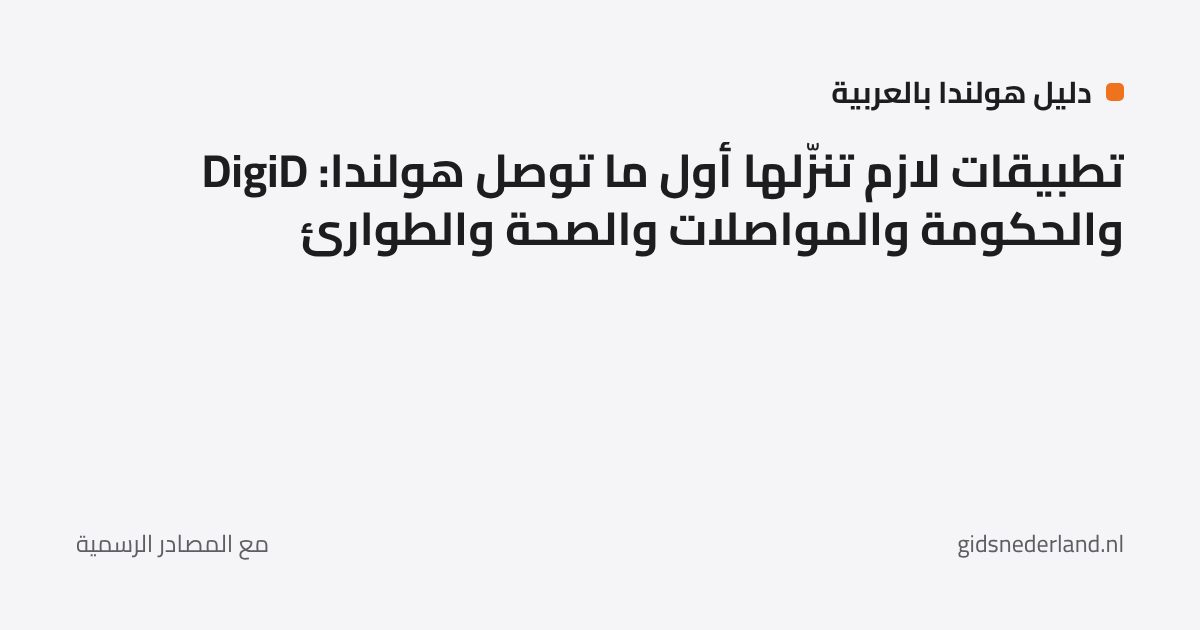 دليل هولندا بالعربية
تطبيقات لازم تنزّلها أول ما توصل هولندا: DigiD
والحكومة والمواصلات والصحة والطوارئ
gidsnederland.nl
مع المصادر الرسمية